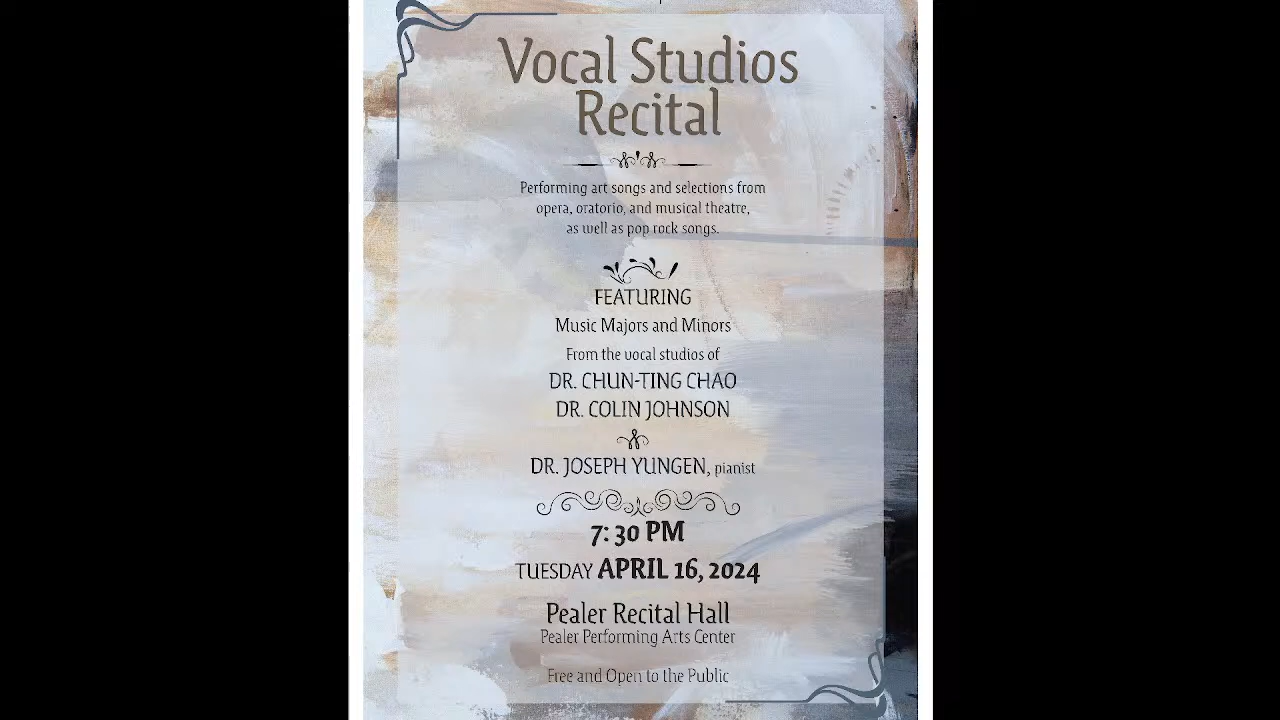 Vocal Studios
Recital
Performing art songs and selections from
opera, oratorio, and musical theatre,
as well as pop rock songs.
FEATURING
Music Majors and Minors
From the vocal studios of
DR. CHUN-TING CHAO
DR. COLIN JOHNSON
DR. JOSEPH YUNGEN, pianist
7:30 PM
TUESDAY APRIL 16, 2024
Pealer Recital Hall
Pealer Performing Arts Center
Free and Open to the Public